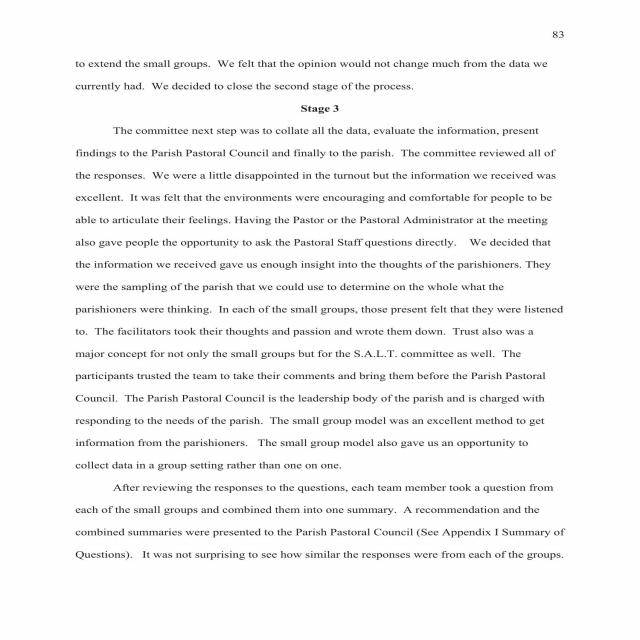 83
to extend the small groups.  We felt that the opinion would not change much from the data we
currently had.  We decided to close the second stage of the process.
Stage 3
The committee next step was to collate all the data, evaluate the information, present
findings to the Parish Pastoral Council and finally to the parish.  The committee reviewed all of
the responses.  We were a little disappointed in the turnout but the information we received was
excellent.  It was felt that the environments were encouraging and comfortable for people to be
able to articulate their feelings. Having the Pastor or the Pastoral Administrator at the meeting
also gave people the opportunity to ask the Pastoral Staff questions directly.    We decided that
the information we received gave us enough insight into the thoughts of the parishioners. They
were the sampling of the parish that we could use to determine on the whole what the
parishioners were thinking.  In each of the small groups, those present felt that they were listened
to.  The facilitators took their thoughts and passion and wrote them down.  Trust also was a
major concept for not only the small groups but for the S.A.L.T. committee as well.  The
participants trusted the team to take their comments and bring them before the Parish Pastoral
Council.  The Parish Pastoral Council is the leadership body of the parish and is charged with
responding to the needs of the parish.  The small group model was an excellent method to get
information from the parishioners.   The small group model also gave us an opportunity to
collect data in a group setting rather than one on one.
After reviewing the responses to the questions, each team member took a question from
each of the small groups and combined them into one summary.  A recommendation and the
combined summaries were presented to the Parish Pastoral Council (See Appendix I Summary of
Questions).   It was not surprising to see how similar the responses were from each of the groups.